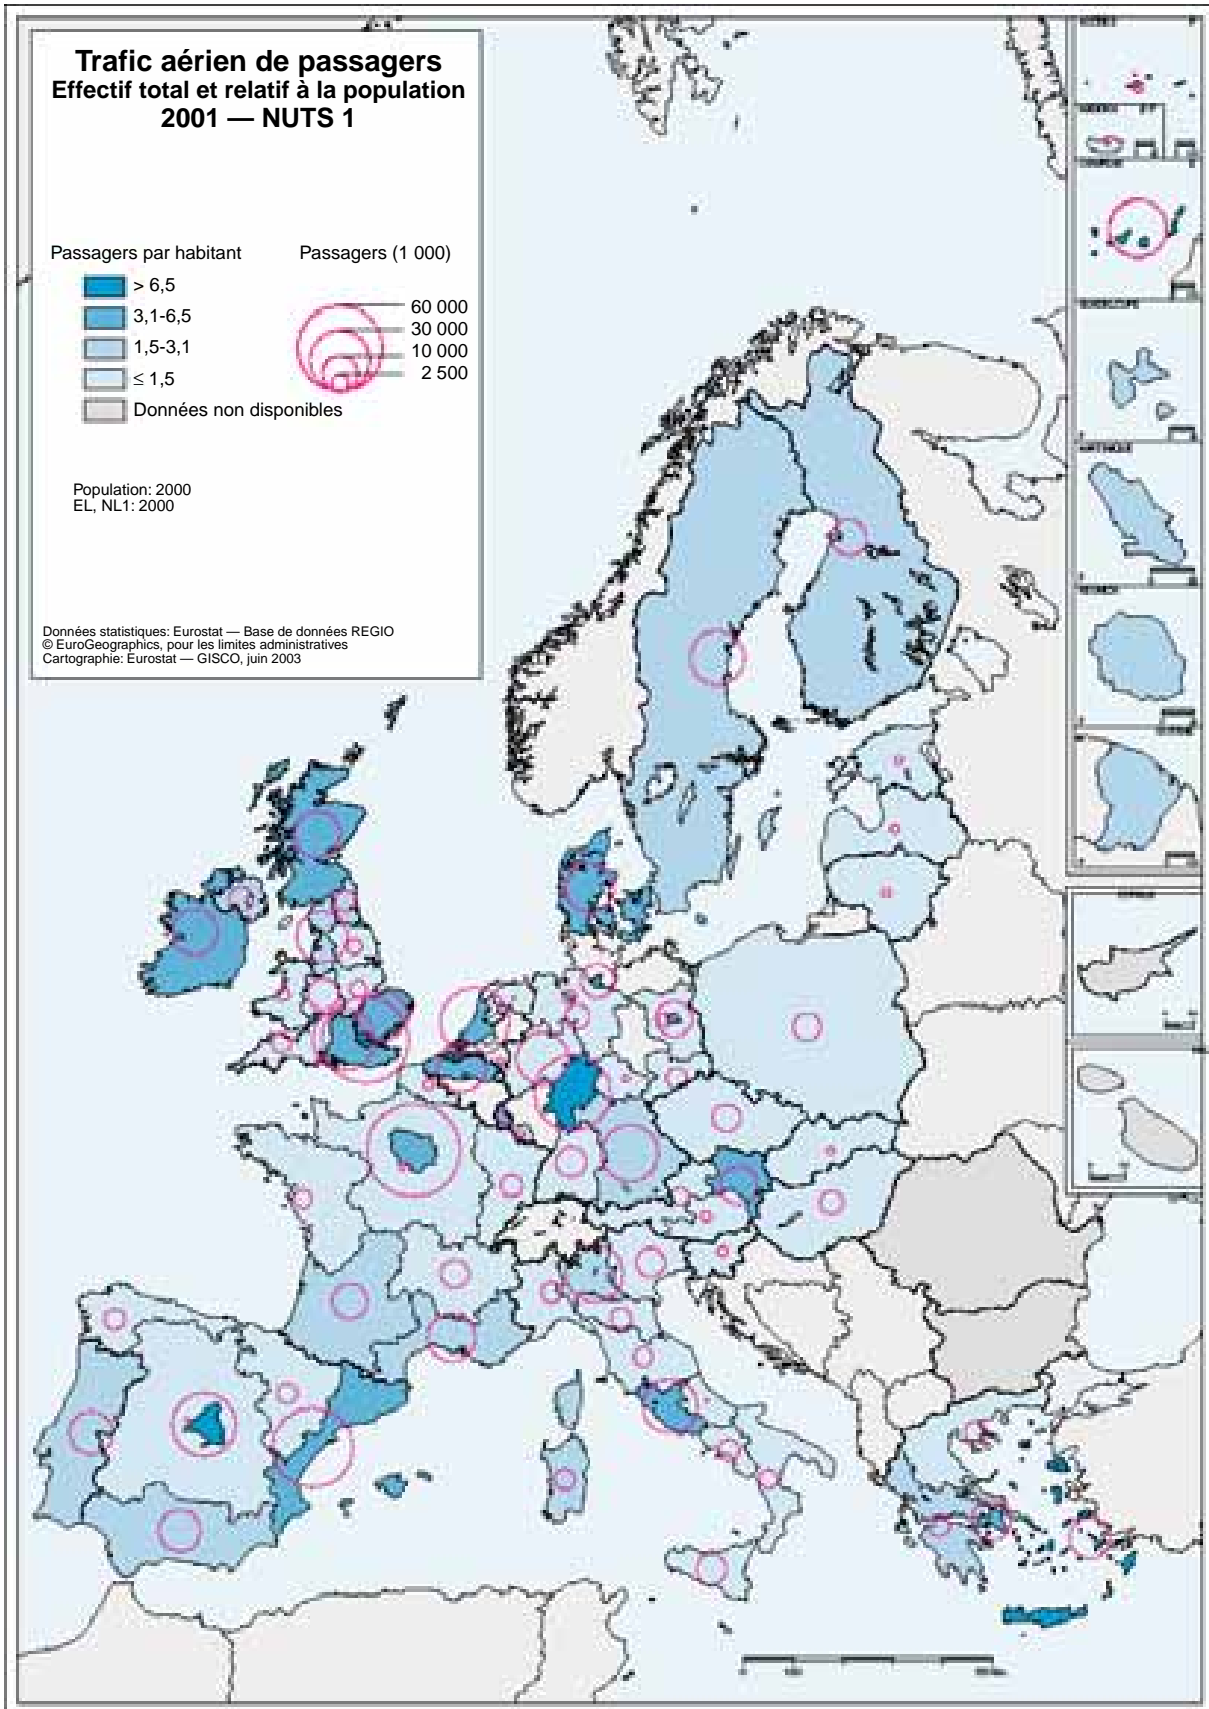 Trafic aérien de passagers
Effectif total et relatif à la population
2001 — NUTS 1
Passagers par habitant
> 6,5
3,1-6,5
1,5-3,1
≤ 1,5
Données non disponibles
Passagers (1 000)
60 000
30 000
10 000
2 500
Population: 2000
EL, NL1: 2000
Données statistiques: Eurostat — Base de données REGIO
© EuroGeographics, pour les limites administratives
Cartographie: Eurostat — GISCO, juin 2003
GUADELOUPE
MARTINIQUE